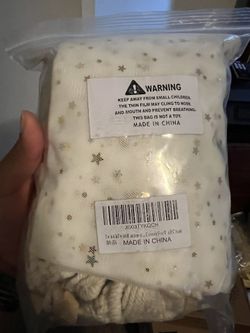 WARNING
KEEP AWAY FROM SMALL CHILDREN.
THE THIN FILM MAY CLING TO NOSE
AND MOUTH AND PREVENT BREATHING.
THIS BAG IS NOT A TOY.
MADE IN CHINA
MADE IN CHINA